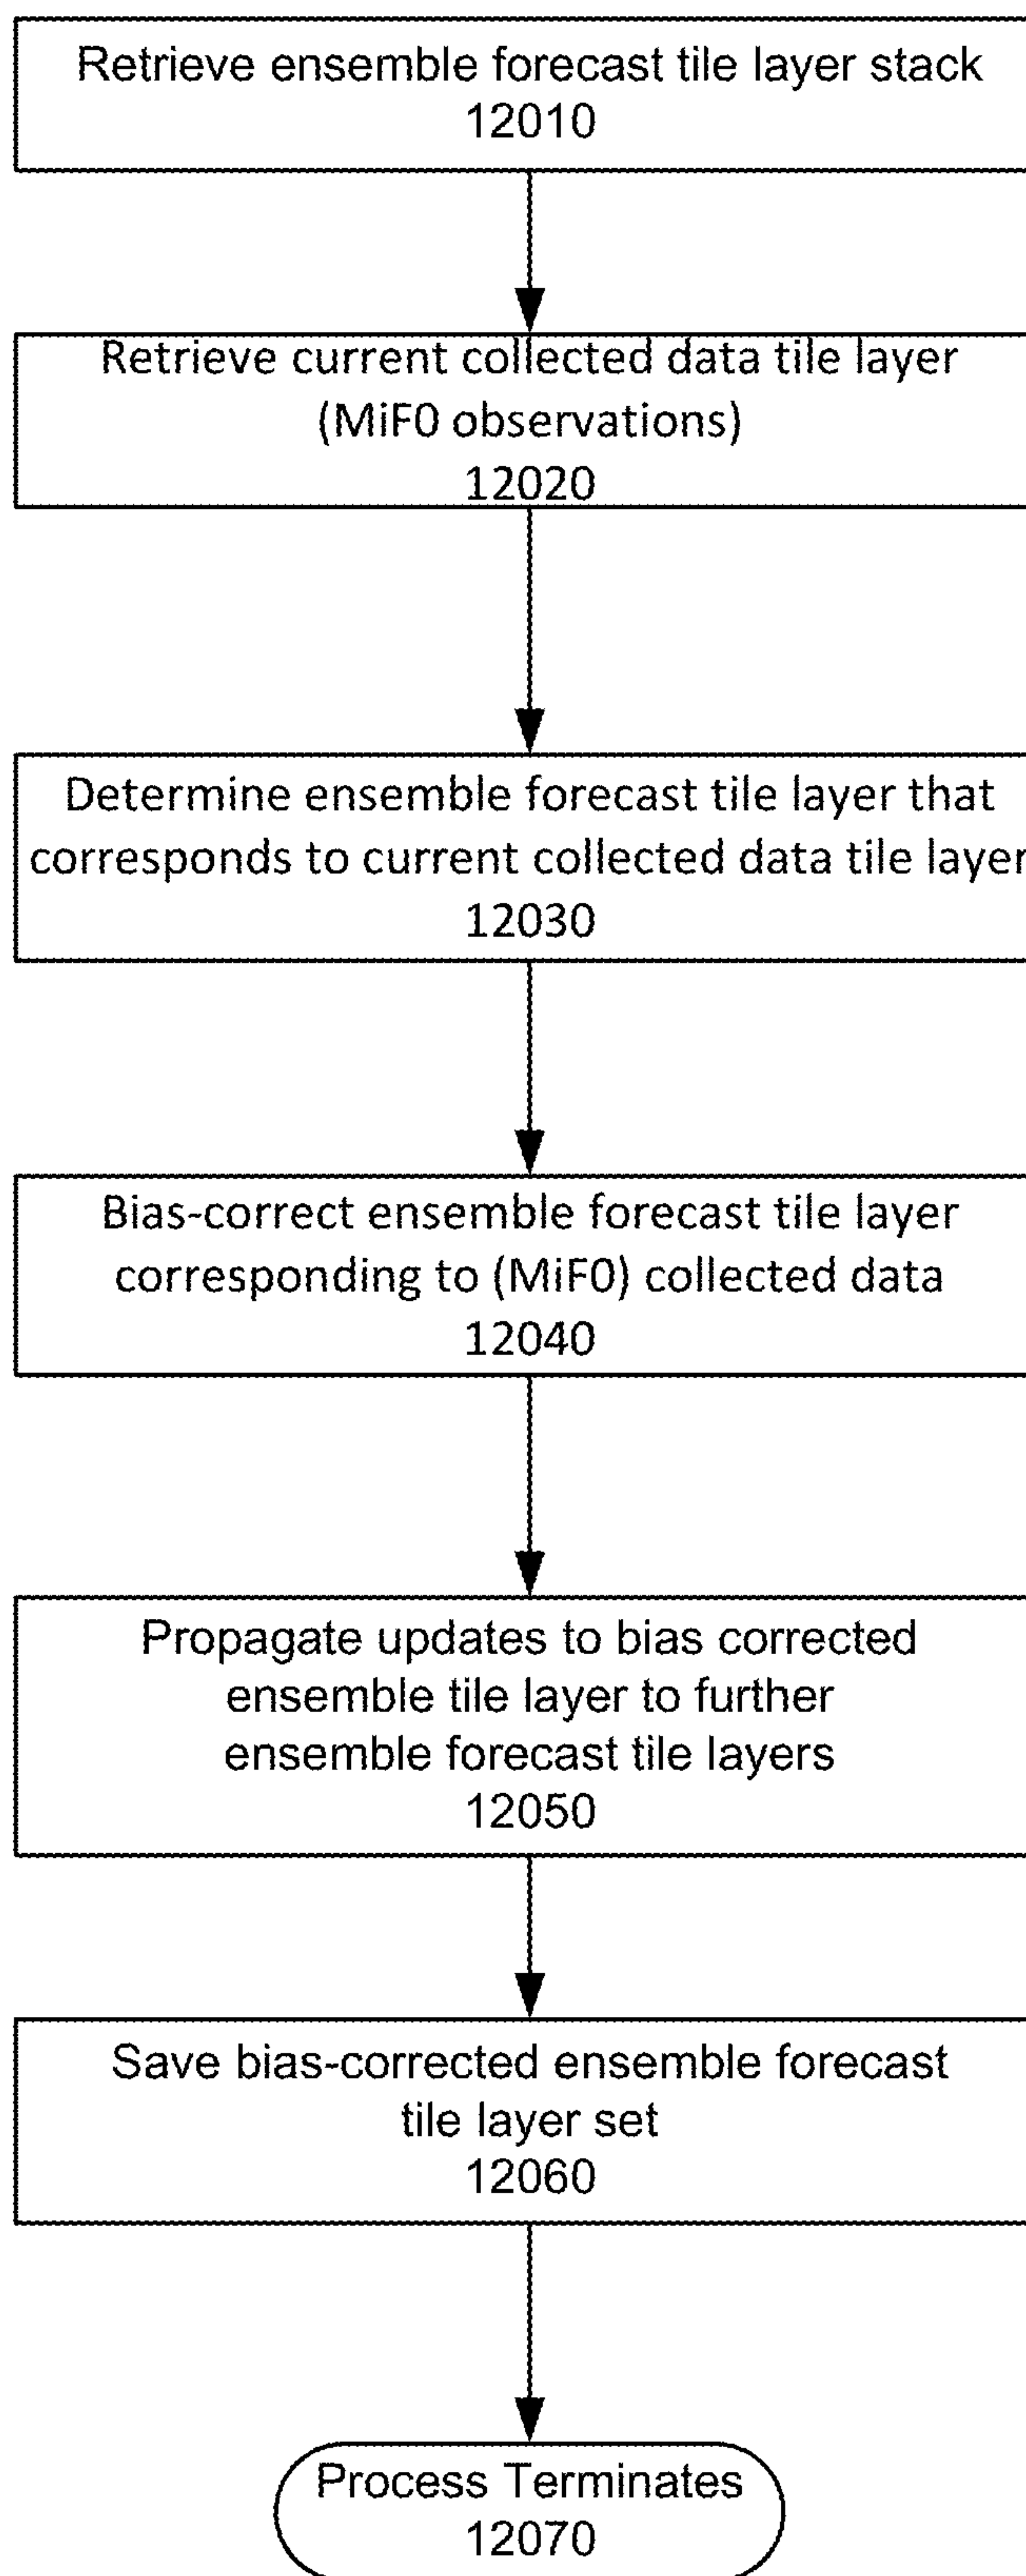 Retrieve ensemble forecast tile layer stack
12010
Retrieve current collected data tile layer
(MiF0 observations)
12020
Determine ensemble forecast tile layer that
corresponds to current collected data tile layer
12030
Bias-correct ensemble forecast tile layer
corresponding to (MiF0) collected data
12040
Propagate updates to bias corrected
ensemble tile layer to further
ensemble forecast tile layers
12050
Save bias-corrected ensemble forecast
tile layer set
12060
Process Terminates
12070